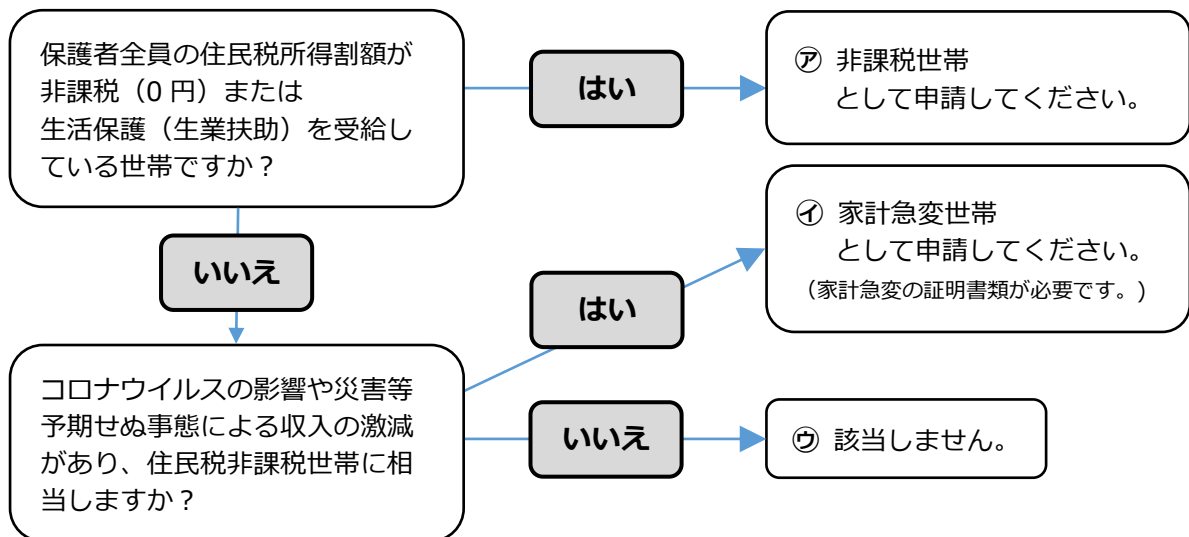 保護者全員の住民税所得割額が
非課税（0 円）または
生活保護（生業扶助）を受給し
ている世帯ですか？
はい
㋐ 非課税世帯
として申請してください。
いいえ
はい
㋑ 家計急変世帯
として申請してください。
（家計急変の証明書類が必要です。)
コロナウイルスの影響や災害等
予期せぬ事態による収入の激減
があり、住民税非課税世帯に相
当しますか？
いいえ
㋒ 該当しません。